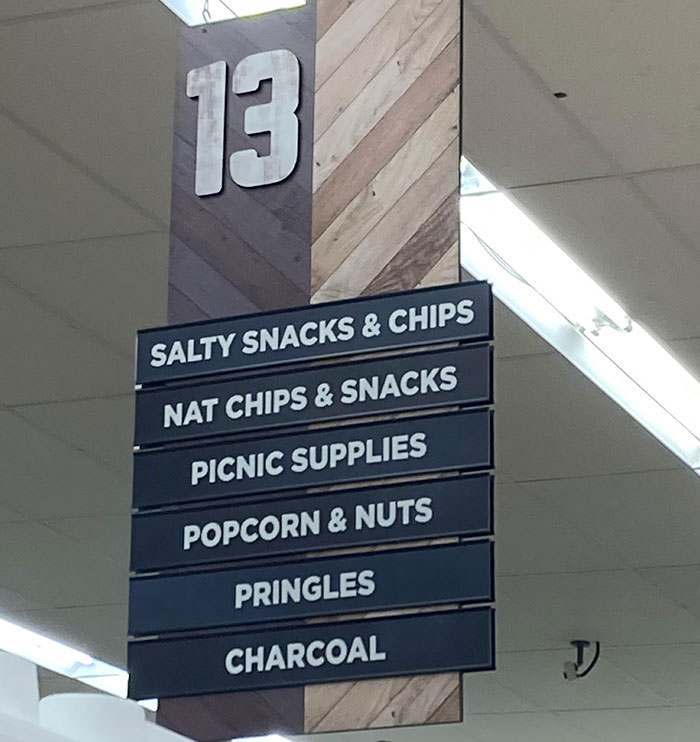 13
SALTY SNACKS & CHIPS
NAT CHIPS & SNACKS
PICNIC SUPPLIES
POPCORN & NUTS
PRINGLES
CHARCOAL